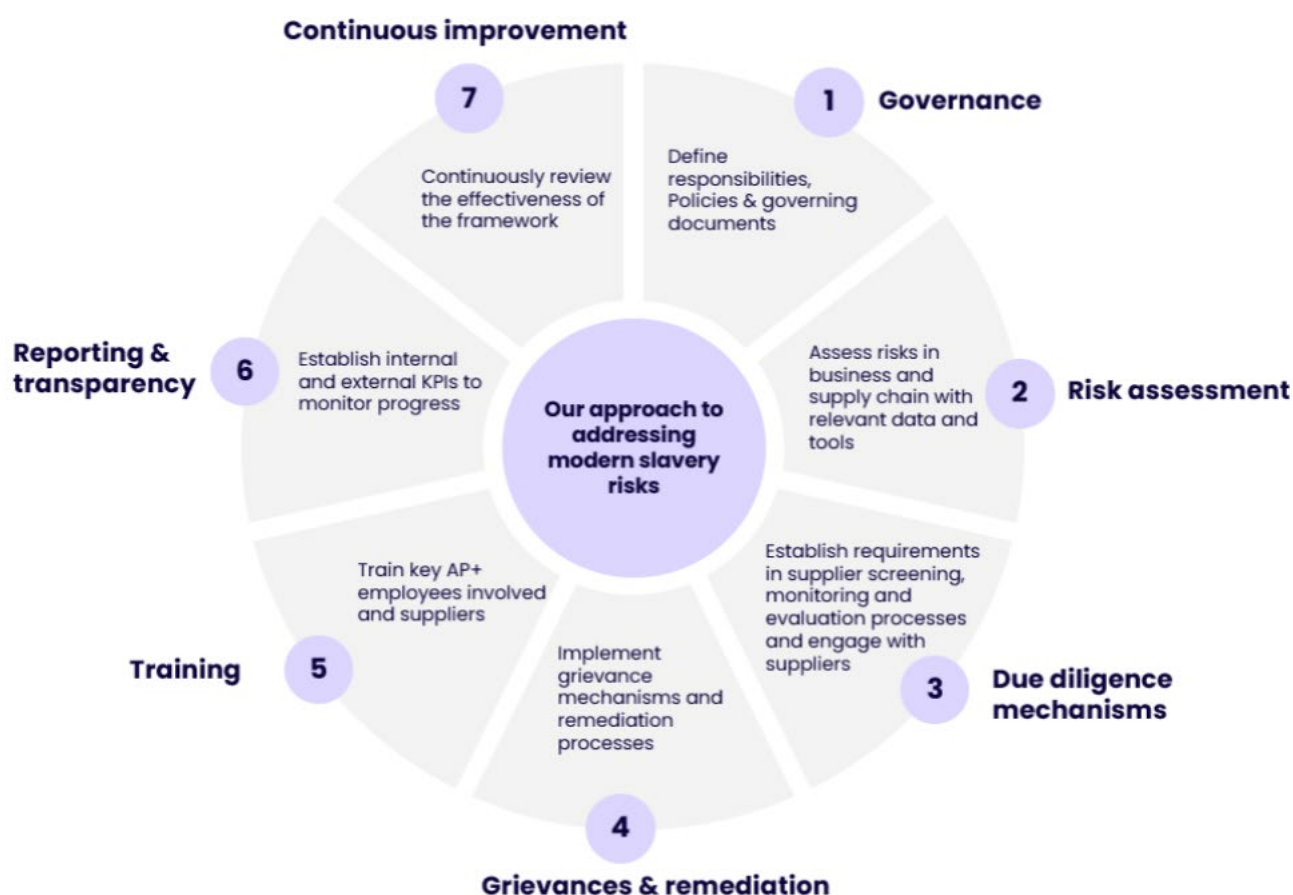 Continuous improvement
7
Continuously review
the effectiveness of
the framework
1
Governance
Define
responsibilities,
Policies & governing
documents
2
Risk assessment
Assess risks in
business and
supply chain with
relevant data and
tools
3
Due diligence
mechanisms
Establish requirements
in supplier screening,
monitoring and
evaluation processes
and engage with
suppliers
4
Grievances & remediation
Implement
grievance
mechanisms and
remediation
processes
5
Training
Train key AP+
employees involved
and suppliers
6
Reporting &
transparency
Establish internal
and external KPIs to
monitor progress
Our approach to
addressing
modern slavery
risks